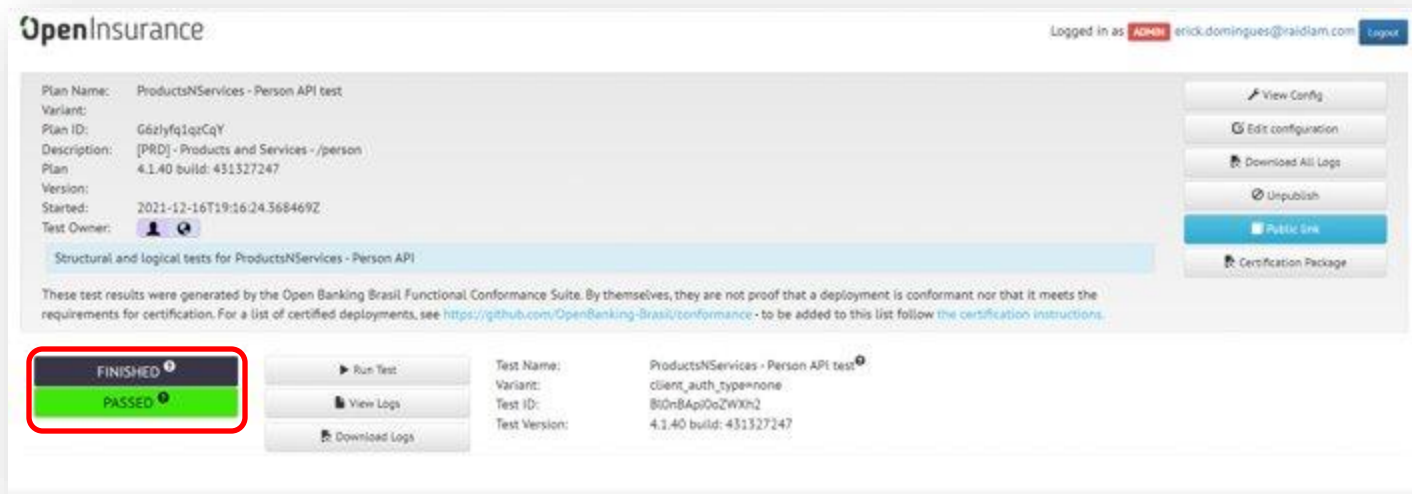 OpenInsurance
Logged in as ADMIN erick.domingues@raidiam.com Logout
Plan Name: ProductsNServices - Person API test
Variant:
Plan ID: G6zlyfq1qzCqY
Description: [PRD] - Products and Services - /person
Plan 4.1.40 build: 431327247
Version:
Started: 2021-12-16T19:16:24.368469Z
Test Owner:
Structural and logical tests for ProductsNServices - Person API
These test results were generated by the Open Banking Brasil Functional Conformance Suite. By themselves, they are not proof that a deployment is conformant nor that it meets the
requirements for certification. For a list of certified deployments, see https://github.com/OpenBanking-Brasil/conformance - to be added to this list follow the certification instructions.
View Config
Edit configuration
Download All Logs
Unpublish
Public link
Certification Package
FINISHED
PASSED
Run Test
View Logs
Download Logs
Test Name: ProductsNServices - Person API test
Variant: client_auth_type=none
Test ID:
Test Version: 4.1.40 build: 431327247